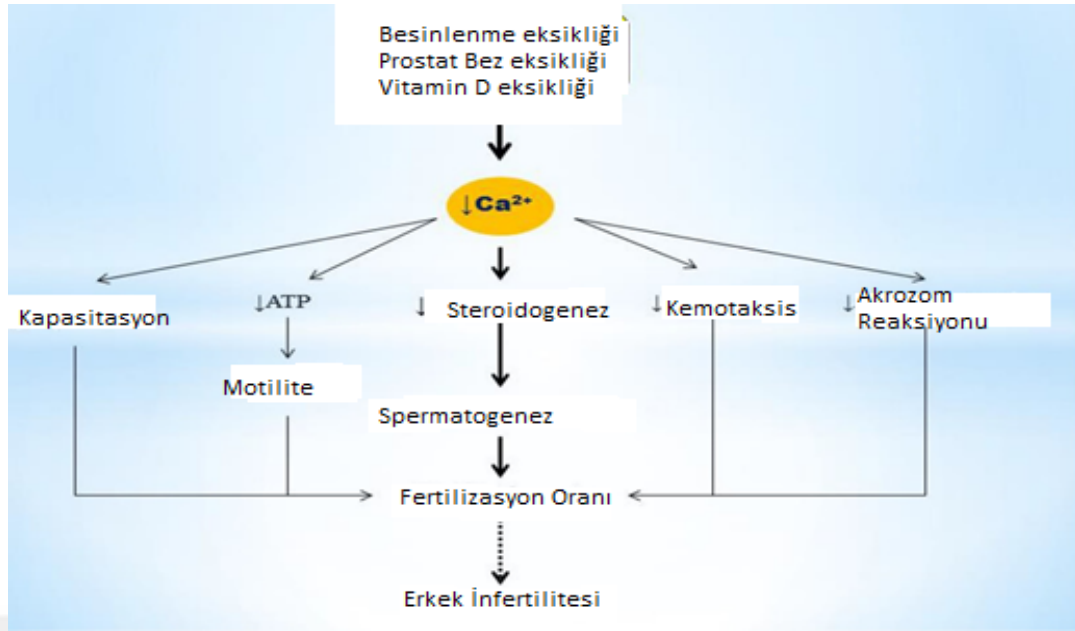 Besinlenme eksikliği
Prostat Bez eksikliği
Vitamin D eksikliği
↓Ca²⁺
Kapasitasyon
↓ATP
↓ Steroidogenez
↓Kemotaksis
↓Akrozom
Reaksiyonu
Motilite
Spermatogenez
Fertilizasyon Oranı
Erkek İnfertilitesi